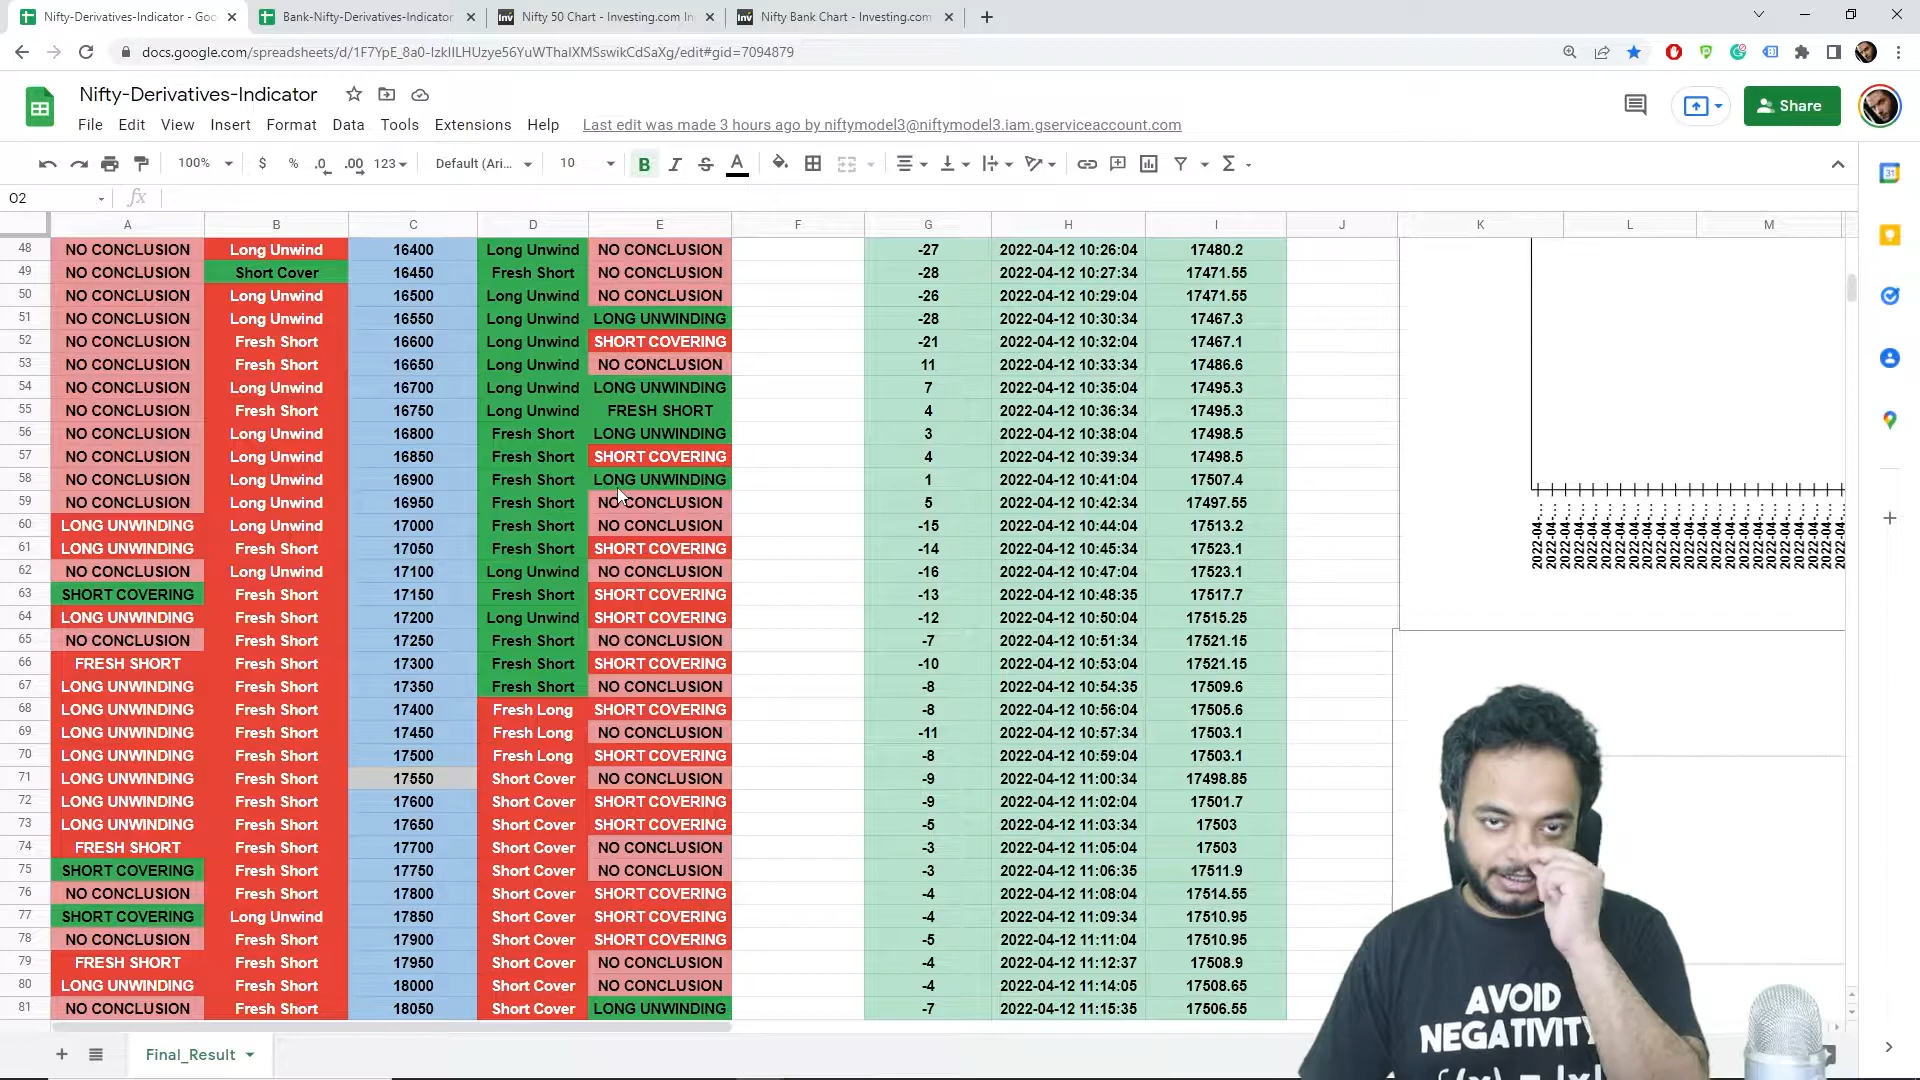 Nifty-Derivatives-Indicator - Goo
Bank-Nifty-Derivatives-Indicator
Nifty 50 Chart - Investing.com In
Nifty Bank Chart - Investing.com
docs.google.com/spreadsheets/d/1F7YpE_8a0-IzkIILHUzye56YuWThaIXMSswikCdSaXg/edit#gid=7094879
Nifty-Derivatives-Indicator
Share
File Edit View Insert Format Data Tools Extensions Help Last edit was made 3 hours ago by niftymodel3@niftymodel3.iam.gserviceaccount.com
100% $ % .0 .00 123 Default (Ari... 10 B I S A
O2 fx
A B C D E F G H I J K L M
48 NO CONCLUSION Long Unwind 16400 Long Unwind NO CONCLUSION -27 2022-04-12 10:26:04 17480.2
49 NO CONCLUSION Short Cover 16450 Fresh Short NO CONCLUSION -28 2022-04-12 10:27:34 17471.55
50 NO CONCLUSION Long Unwind 16500 Long Unwind NO CONCLUSION -26 2022-04-12 10:29:04 17471.55
51 NO CONCLUSION Long Unwind 16550 Long Unwind LONG UNWINDING -28 2022-04-12 10:30:34 17467.3
52 NO CONCLUSION Fresh Short 16600 Long Unwind SHORT COVERING -21 2022-04-12 10:32:04 17467.1
53 NO CONCLUSION Fresh Short 16650 Long Unwind NO CONCLUSION 11 2022-04-12 10:33:34 17486.6
54 NO CONCLUSION Long Unwind 16700 Long Unwind LONG UNWINDING 7 2022-04-12 10:35:04 17495.3
55 NO CONCLUSION Fresh Short 16750 Long Unwind FRESH SHORT 4 2022-04-12 10:36:34 17495.3
56 NO CONCLUSION Long Unwind 16800 Fresh Short LONG UNWINDING 3 2022-04-12 10:38:04 17498.5
57 NO CONCLUSION Long Unwind 16850 Fresh Short SHORT COVERING 4 2022-04-12 10:39:34 17498.5
58 NO CONCLUSION Long Unwind 16900 Fresh Short LONG UNWINDING 1 2022-04-12 10:41:04 17507.4
59 NO CONCLUSION Long Unwind 16950 Fresh Short NO CONCLUSION 5 2022-04-12 10:42:34 17497.55
60 LONG UNWINDING Long Unwind 17000 Fresh Short NO CONCLUSION -15 2022-04-12 10:44:04 17513.2
61 LONG UNWINDING Fresh Short 17050 Fresh Short SHORT COVERING -14 2022-04-12 10:45:34 17523.1
62 NO CONCLUSION Long Unwind 17100 Long Unwind NO CONCLUSION -16 2022-04-12 10:47:04 17523.1
63 SHORT COVERING Fresh Short 17150 Fresh Short SHORT COVERING -13 2022-04-12 10:48:35 17517.7
64 LONG UNWINDING Fresh Short 17200 Long Unwind SHORT COVERING -12 2022-04-12 10:50:04 17515.25
65 NO CONCLUSION Fresh Short 17250 Fresh Short NO CONCLUSION -7 2022-04-12 10:51:34 17521.15
66 FRESH SHORT Fresh Short 17300 Fresh Short SHORT COVERING -10 2022-04-12 10:53:04 17521.15
67 LONG UNWINDING Fresh Short 17350 Fresh Short NO CONCLUSION -8 2022-04-12 10:54:35 17509.6
68 LONG UNWINDING Fresh Short 17400 Fresh Long SHORT COVERING -8 2022-04-12 10:56:04 17505.6
69 LONG UNWINDING Fresh Short 17450 Fresh Long NO CONCLUSION -11 2022-04-12 10:57:34 17503.1
70 LONG UNWINDING Fresh Short 17500 Fresh Long SHORT COVERING -8 2022-04-12 10:59:04 17503.1
71 LONG UNWINDING Fresh Short 17550 Short Cover NO CONCLUSION -9 2022-04-12 11:00:34 17498.85
72 LONG UNWINDING Fresh Short 17600 Short Cover SHORT COVERING -9 2022-04-12 11:02:04 17501.7
73 LONG UNWINDING Fresh Short 17650 Short Cover SHORT COVERING -5 2022-04-12 11:03:34 17503
74 FRESH SHORT Fresh Short 17700 Short Cover NO CONCLUSION -3 2022-04-12 11:05:04 17503
75 SHORT COVERING Fresh Short 17750 Short Cover NO CONCLUSION -3 2022-04-12 11:06:35 17511.9
76 NO CONCLUSION Fresh Short 17800 Short Cover SHORT COVERING -4 2022-04-12 11:08:04 17514.55
77 SHORT COVERING Long Unwind 17850 Short Cover SHORT COVERING -4 2022-04-12 11:09:34 17510.95
78 NO CONCLUSION Fresh Short 17900 Short Cover SHORT COVERING -5 2022-04-12 11:11:04 17510.95
79 FRESH SHORT Fresh Short 17950 Short Cover NO CONCLUSION -4 2022-04-12 11:12:37 17508.9
80 LONG UNWINDING Fresh Short 18000 Short Cover NO CONCLUSION -4 2022-04-12 11:14:05 17508.65
81 NO CONCLUSION Fresh Short 18050 Short Cover LONG UNWINDING -7 2022-04-12 11:15:35 17506.55
AVOID
NEGATIVITY
Final_Result